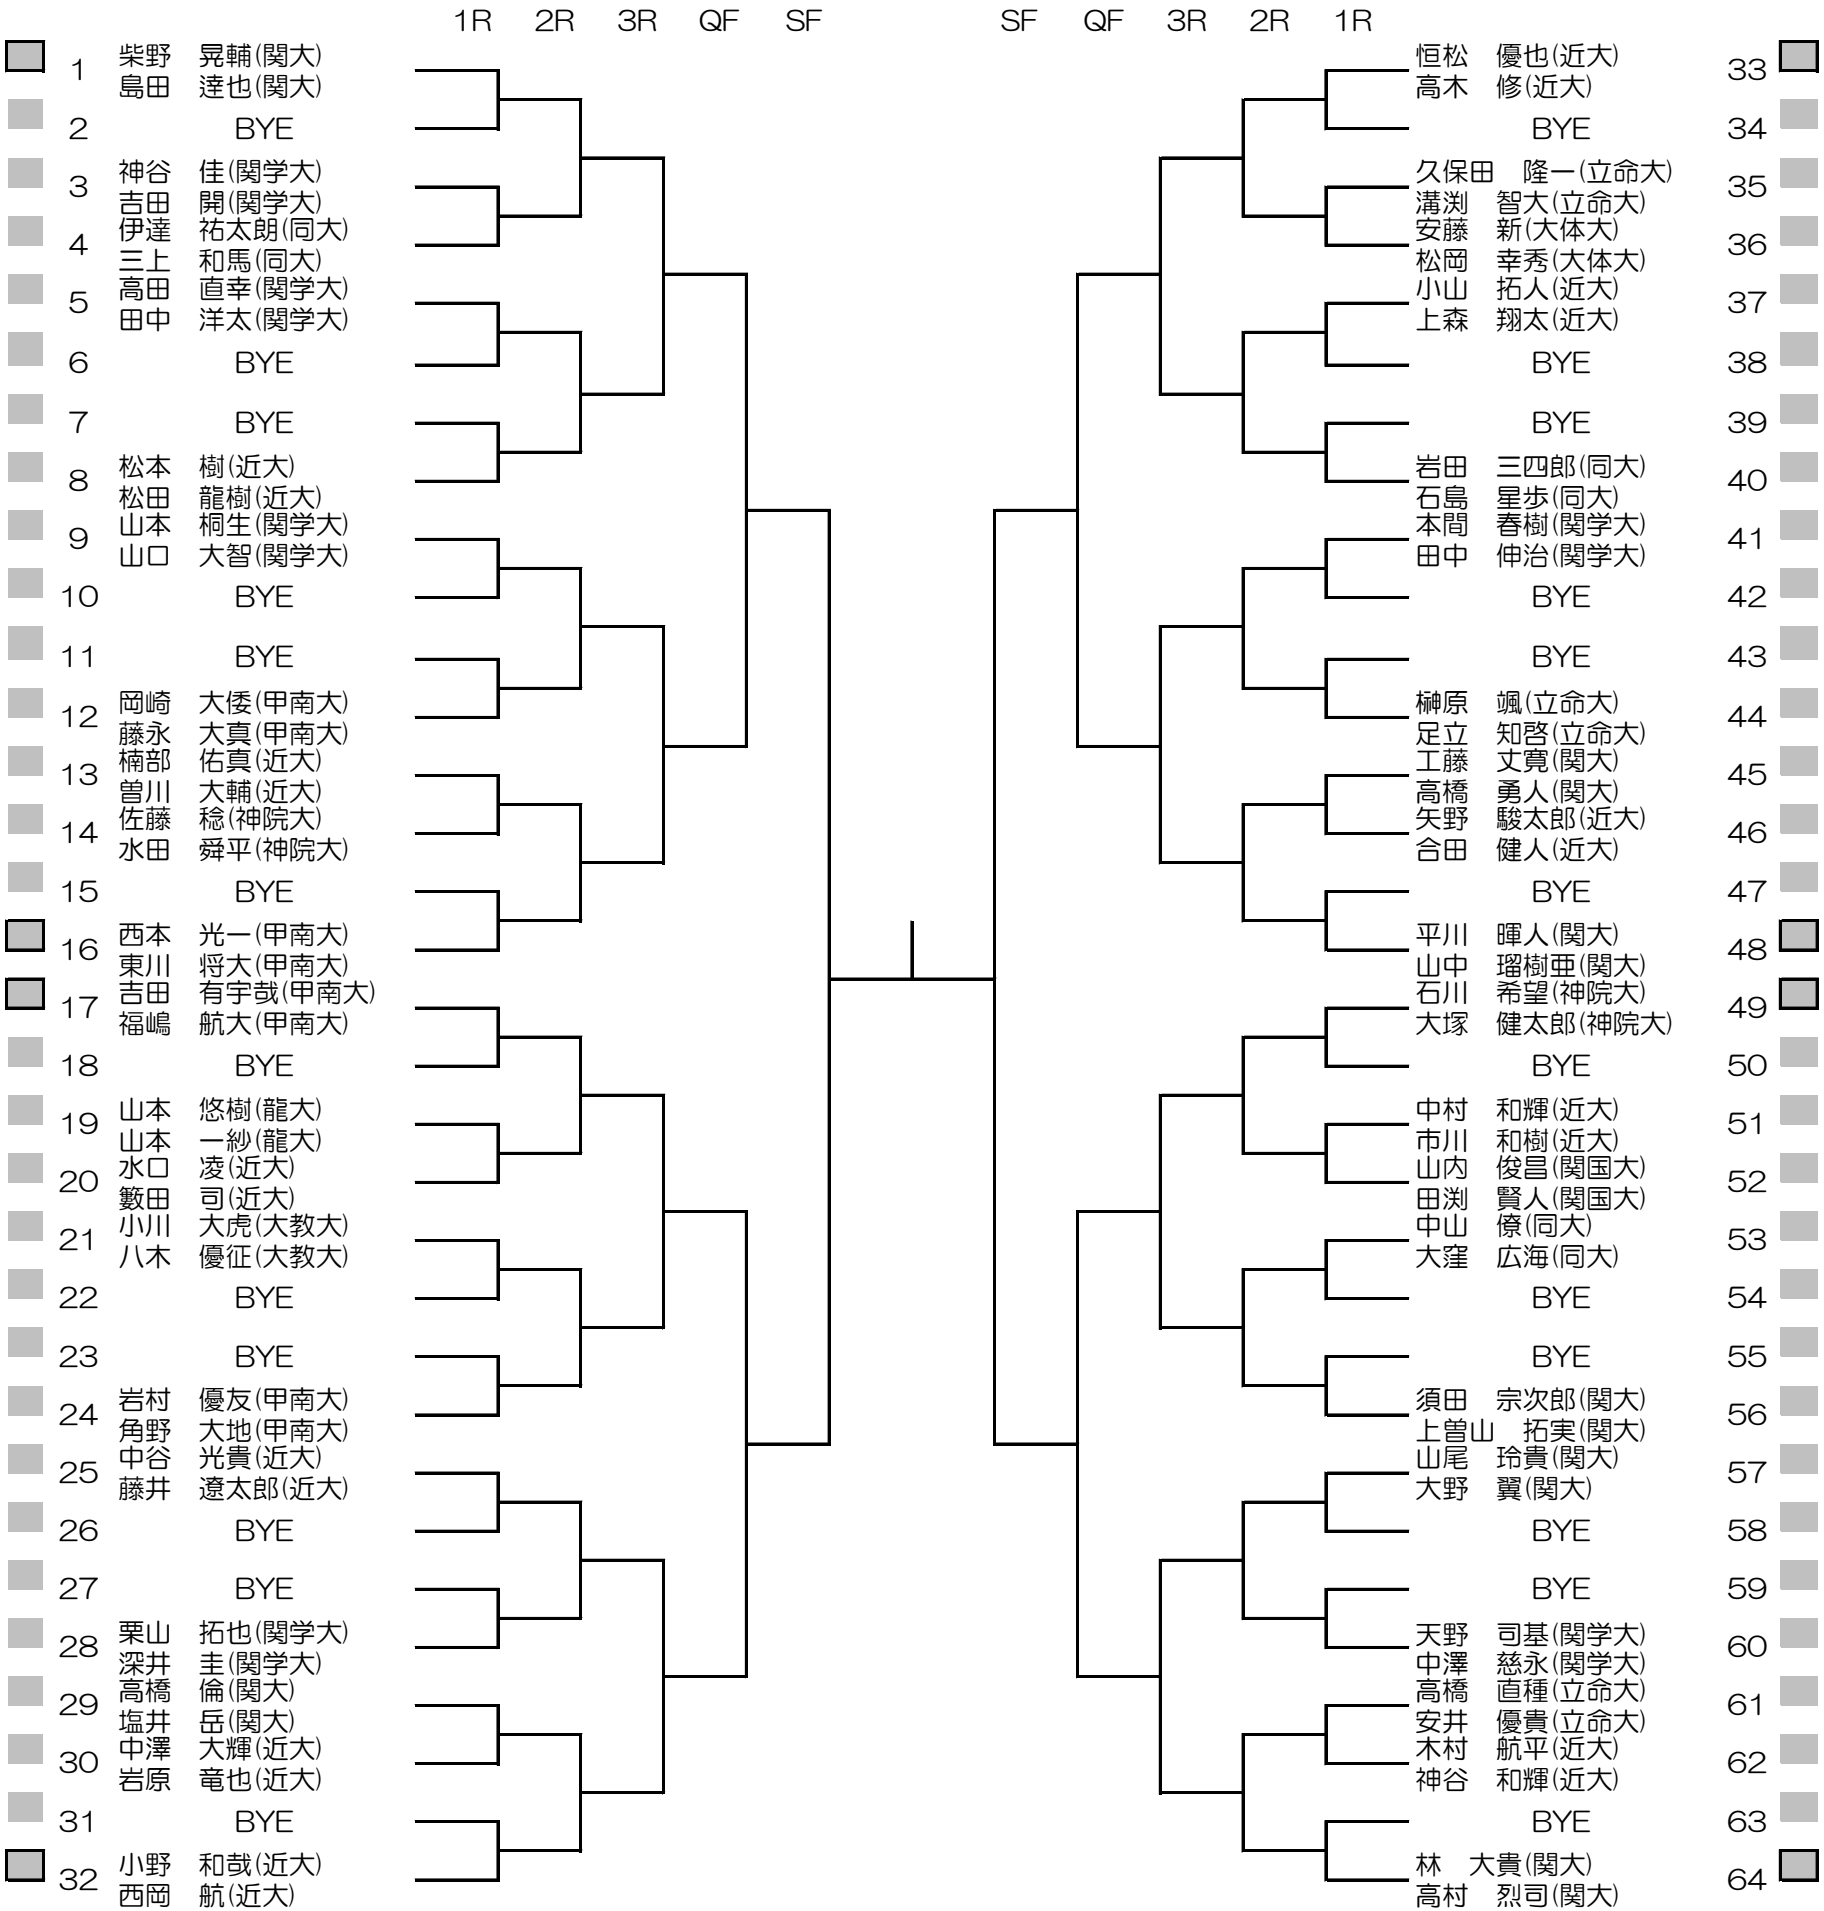 1R 2R 3R QF SF SF QF 3R 2R 1R
1 柴野 晃輔(関大)
島田 達也(関大)
2 BYE
3 神谷 佳(関学大)
吉田 開(関学大)
4 伊達 祐太朗(同大)
三上 和馬(同大)
5 高田 直幸(関学大)
田中 洋太(関学大)
6 BYE
7 BYE
8 松本 樹(近大)
松田 龍樹(近大)
9 山本 桐生(関学大)
山口 大智(関学大)
10 BYE
11 BYE
12 岡崎 大倭(甲南大)
藤永 大真(甲南大)
13 楠部 佑真(近大)
曽川 大輔(近大)
14 佐藤 稔(神院大)
水田 舜平(神院大)
15 BYE
16 西本 光一(甲南大)
東川 将大(甲南大)
17 吉田 有宇哉(甲南大)
福嶋 航大(甲南大)
18 BYE
19 山本 悠樹(龍大)
山本 一紗(龍大)
20 水口 凌(近大)
籔田 司(近大)
21 小川 大虎(大教大)
八木 優征(大教大)
22 BYE
23 BYE
24 岩村 優友(甲南大)
角野 大地(甲南大)
25 中谷 光貴(近大)
藤井 遼太郎(近大)
26 BYE
27 BYE
28 栗山 拓也(関学大)
深井 圭(関学大)
29 高橋 倫(関大)
塩井 岳(関大)
30 中澤 大輝(近大)
岩原 竜也(近大)
31 BYE
32 小野 和哉(近大)
西岡 航(近大)
恒松 優也(近大) 33
高木 修(近大)
BYE 34
久保田 隆一(立命大) 35
溝渕 智大(立命大)
安藤 新(大体大) 36
松岡 幸秀(大体大)
小山 拓人(近大) 37
上森 翔太(近大)
BYE 38
BYE 39
岩田 三四郎(同大) 40
石島 星歩(同大)
本間 春樹(関学大) 41
田中 伸治(関学大)
BYE 42
BYE 43
榊原 颯(立命大) 44
足立 知啓(立命大)
工藤 丈寛(関大) 45
高橋 勇人(関大)
矢野 駿太郎(近大) 46
合田 健人(近大)
BYE 47
平川 暉人(関大) 48
山中 瑠樹亜(関大)
石川 希望(神院大) 49
大塚 健太郎(神院大)
BYE 50
中村 和輝(近大) 51
市川 和樹(近大)
山内 俊昌(関国大) 52
田渕 賢人(関国大)
中山 僚(同大) 53
大窪 広海(同大)
BYE 54
BYE 55
須田 宗次郎(関大) 56
上曽山 拓実(関大)
山尾 玲貴(関大) 57
大野 翼(関大)
BYE 58
BYE 59
天野 司基(関学大) 60
中澤 慈永(関学大)
高橋 直種(立命大) 61
安井 優貴(立命大)
木村 航平(近大) 62
神谷 和輝(近大)
BYE 63
林 大貴(関大) 64
高村 烈司(関大)